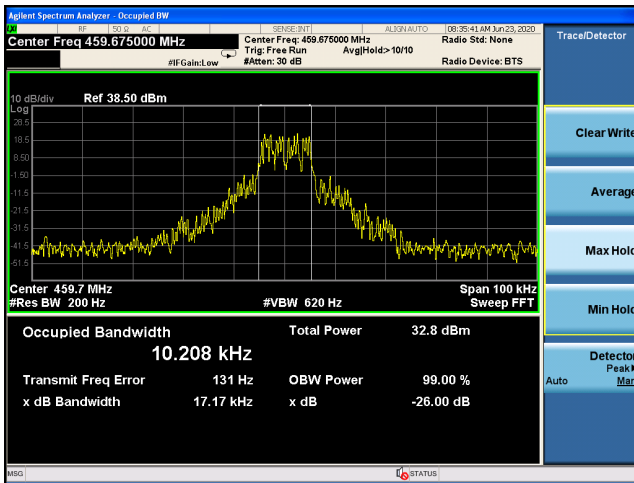 Agilent Spectrum Analyzer - Occupied BW
RF 50 Ω AC SENSE:INT ALIGN AUTO 08:35:41 AM Jun 23, 2020
Center Freq 459.675000 MHz
Center Freq: 459.675000 MHz Radio Std: None
Trig: Free Run Avg|Hold:> 10/10
#IFGain:Low #Atten: 30 dB Radio Device: BTS
Trace/Detector
10 dB/div Ref 38.50 dBm
Log
28.5
18.5
8.50
-1.50
-11.5
-21.5
-31.5
-41.5
-51.5
Center 459.7 MHz Span 100 kHz
#Res BW 200 Hz #VBW 620 Hz Sweep FFT
Occupied Bandwidth Total Power 32.8 dBm
10.208 kHz
Transmit Freq Error 131 Hz OBW Power 99.00 %
x dB Bandwidth 17.17 kHz x dB -26.00 dB
Clear Write
Average
Max Hold
Min Hold
Detector
Peak
Auto Man
MSG STATUS